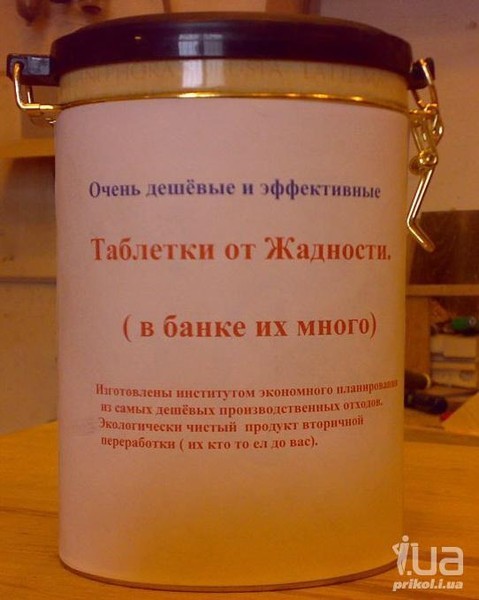 Очень дешёвые и эффективные
Таблетки от Жадности.
( в банке их много)
Изготовлены институтом экономного планирования
из самых дешёвых производственных отходов.
Экологически чистый продукт вторичной
переработки ( их кто то ел до вас).
i.ua
prikol.i.ua